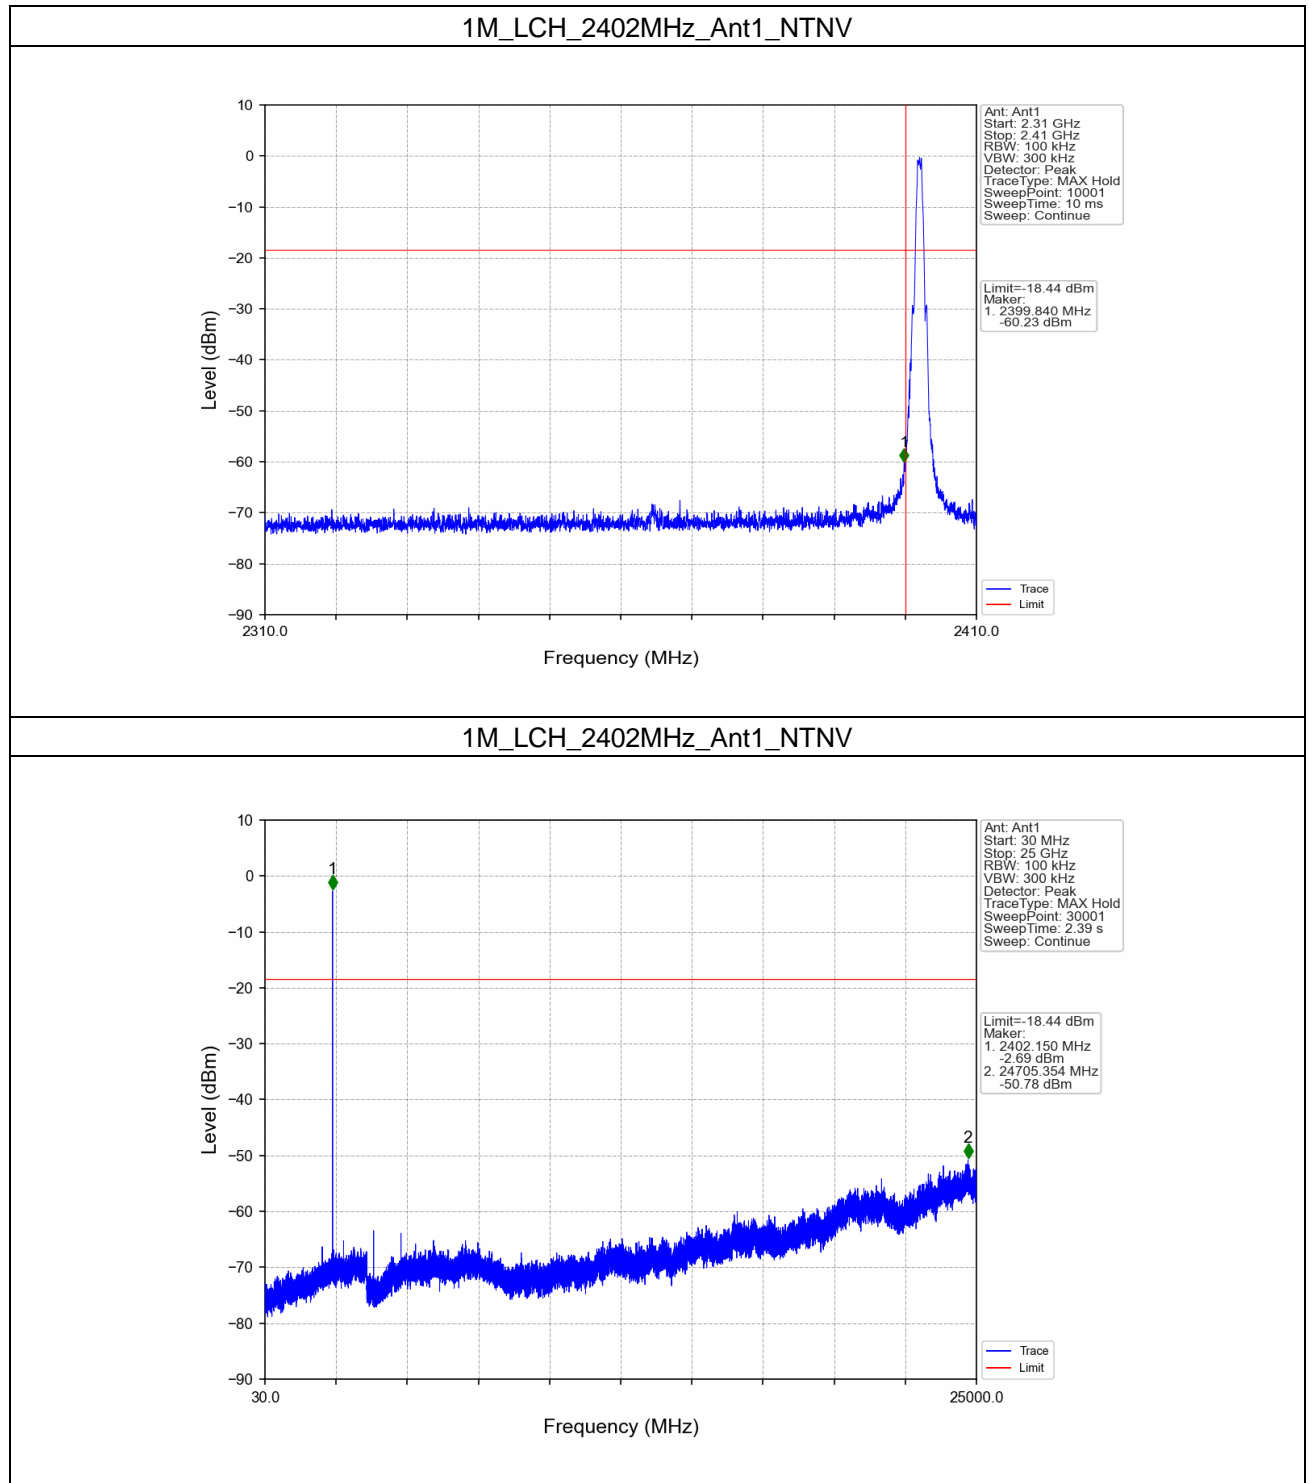 1M_LCH_2402MHz_Ant1_NTNV
10
0
−10
−20
−30
−40
−50
−60
−70
−80
−90
Level (dBm)
1
2310.0
2410.0
Frequency (MHz)
Ant: Ant1
Start: 2.31 GHz
Stop: 2.41 GHz
RBW: 100 kHz
VBW: 300 kHz
Detector: Peak
TraceType: MAX Hold
SweepPoint: 10001
SweepTime: 10 ms
Sweep: Continue
Limit=-18.44 dBm
Maker:
1. 2399.840 MHz
-60.23 dBm
Trace
Limit
1M_LCH_2402MHz_Ant1_NTNV
10
0
−10
−20
−30
−40
−50
−60
−70
−80
−90
Level (dBm)
1
2
30.0
25000.0
Frequency (MHz)
Ant: Ant1
Start: 30 MHz
Stop: 25 GHz
RBW: 100 kHz
VBW: 300 kHz
Detector: Peak
TraceType: MAX Hold
SweepPoint: 30001
SweepTime: 2.39 s
Sweep: Continue
Limit=-18.44 dBm
Maker:
1. 2402.150 MHz
-2.69 dBm
2. 24705.354 MHz
-50.78 dBm
Trace
Limit